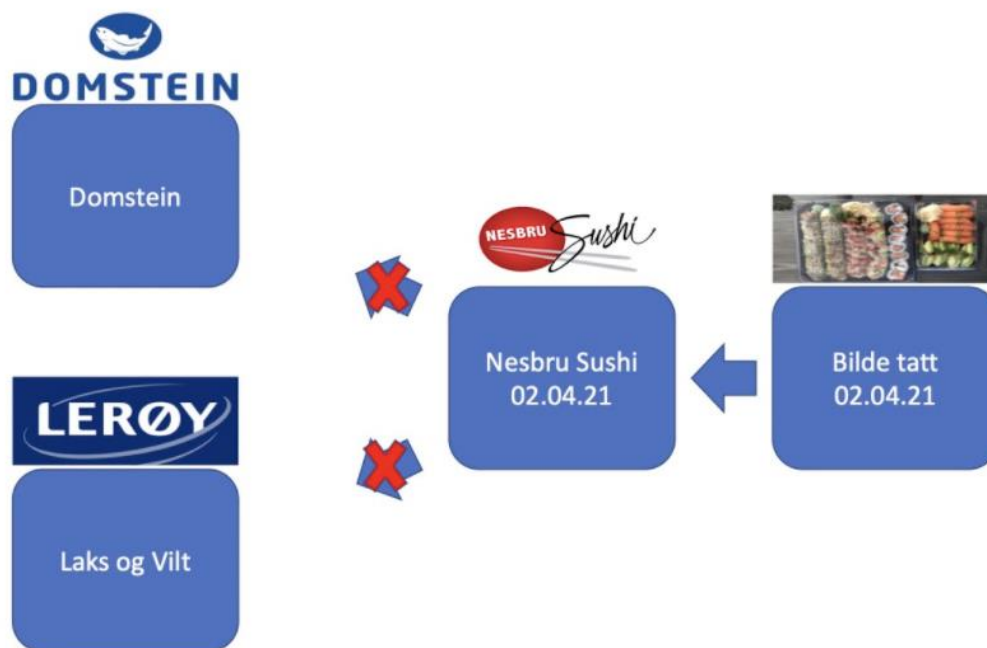 DOMSTEIN
Domstein
LERØY
Laks og Vilt
NESBRU Sushi
Nesbru Sushi
02.04.21
Bilde tatt
02.04.21